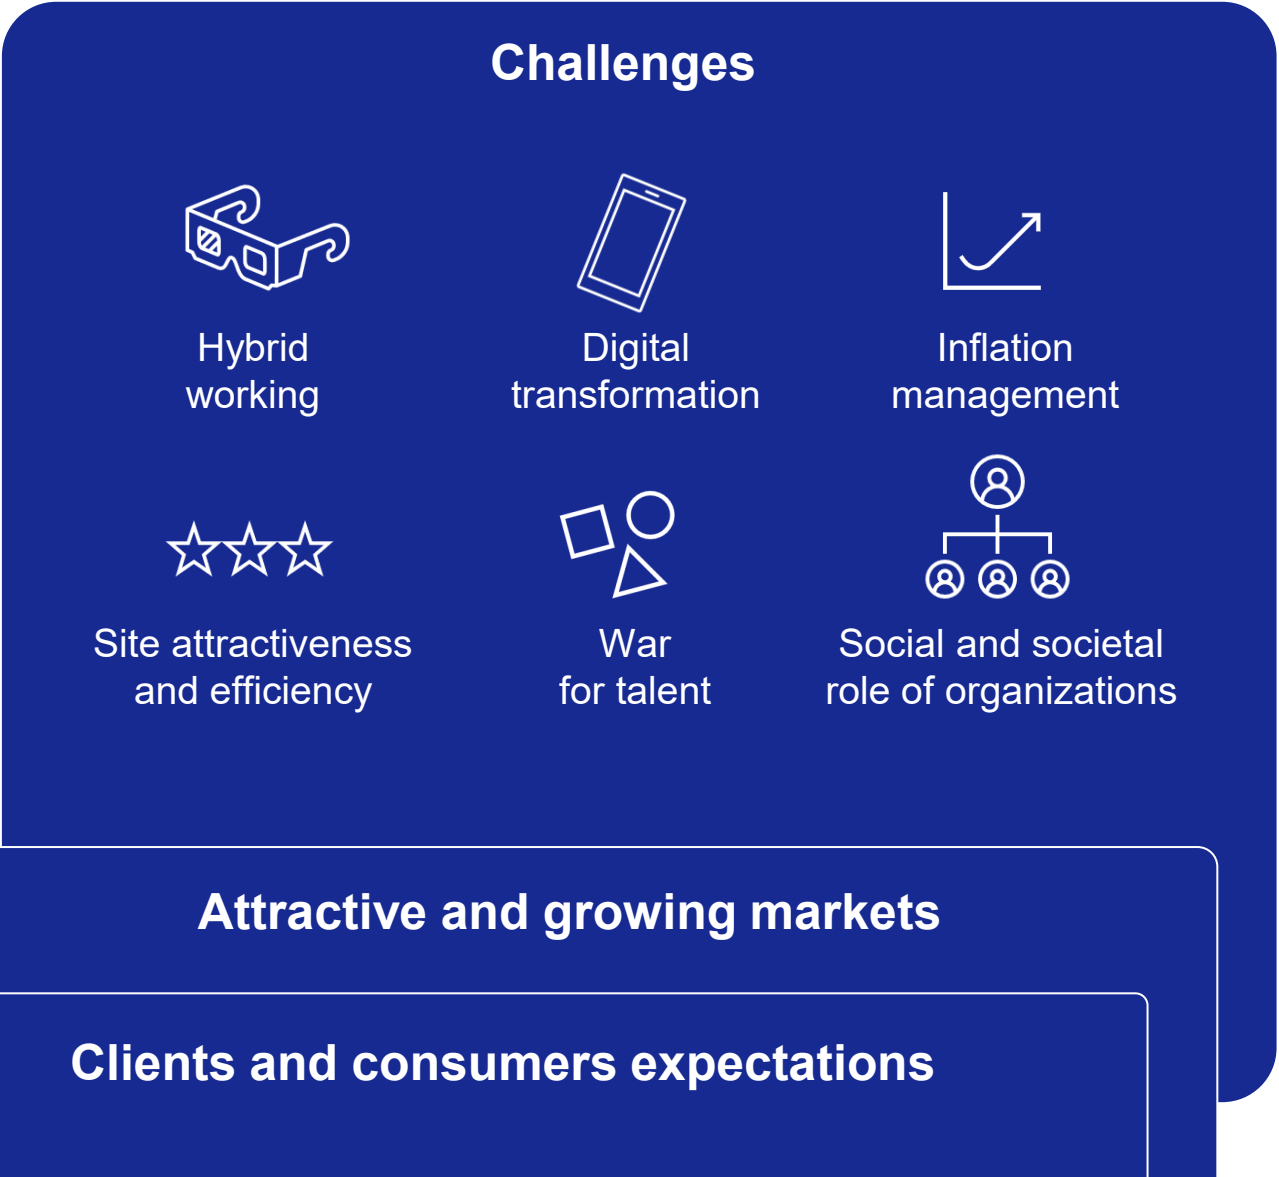 Challenges
Hybrid
working
Digital
transformation
Inflation
management
Site attractiveness
and efficiency
War
for talent
Social and societal
role of organizations
Attractive and growing markets
Clients and consumers expectations